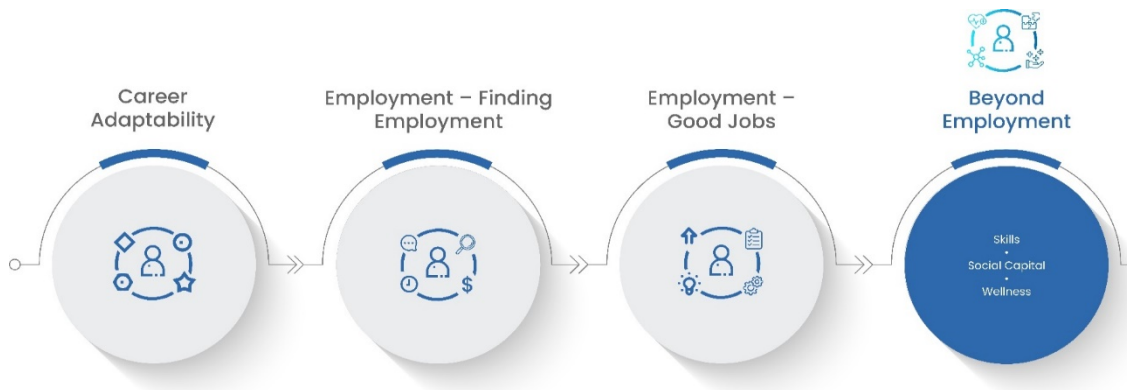 Career
Adaptability
Employment – Finding
Employment
Employment –
Good Jobs
Beyond
Employment
$
Skills
•
Social Capital
•
Wellness